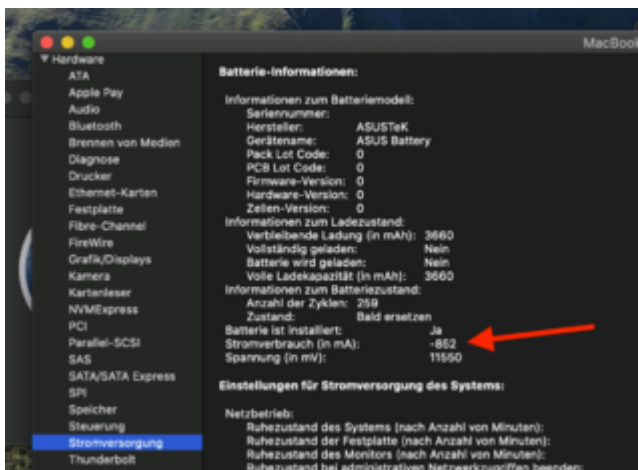 MacBook
Hardware
ATA
Apple Pay
Audio
Bluetooth
Brennen von Medien
Diagnose
Drucker
Ethernet-Karten
Festplatte
Fibre-Channel
FireWire
Grafik/Displays
Kamera
Kartenleser
NVMExpress
PCI
Parallel-SCSI
SAS
SATA/SATA Express
SPI
Speicher
Steuerung
Stromversorgung
Thunderbolt
Batterie-Informationen:
Informationen zum Batteriemodell:
Seriennummer:
Hersteller: ASUSTeK
Gerätename: ASUS Battery
Pack Lot Code: 0
PCB Lot Code: 0
Firmware-Version: 0
Hardware-Version: 0
Zellen-Version: 0
Informationen zum Ladezustand:
Verbleibende Ladung (in mAh): 3660
Vollständig geladen: Nein
Batterie wird geladen: Nein
Volle Ladekapazität (in mAh): 3660
Informationen zum Batteriezustand:
Anzahl der Zyklen: 259
Zustand: Bald ersetzen
Batterie ist installiert: Ja
Stromverbrauch (in mA): -852
Spannung (in mV): 11550
Einstellungen für Stromversorgung des Systems:
Netzbetrieb:
Ruhezustand des Systems (nach Anzahl von Minuten):
Ruhezustand der Festplatte (nach Anzahl von Minuten):
Ruhezustand des Monitors (nach Anzahl von Minuten):
Ruhezustand bei administrativen Netzwerkzugriffen beenden: